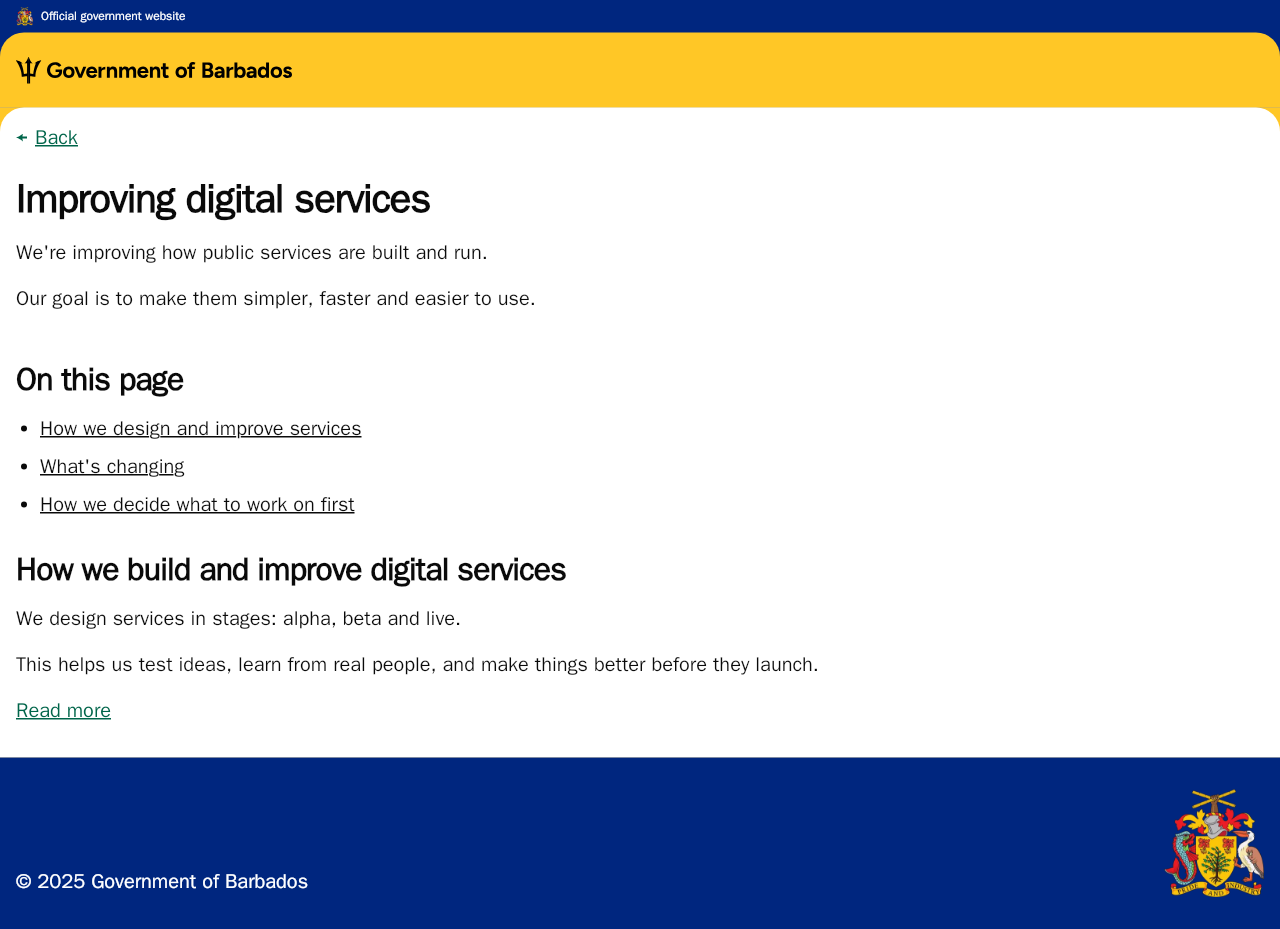 Official government website
Government of Barbados
Back
Improving digital services
We're improving how public services are built and run.
Our goal is to make them simpler, faster and easier to use.
On this page
How we design and improve services
What's changing
How we decide what to work on first
How we build and improve digital services
We design services in stages: alpha, beta and live.
This helps us test ideas, learn from real people, and make things better before they launch.
Read more
PRIDE AND INDUSTRY
© 2025 Government of Barbados